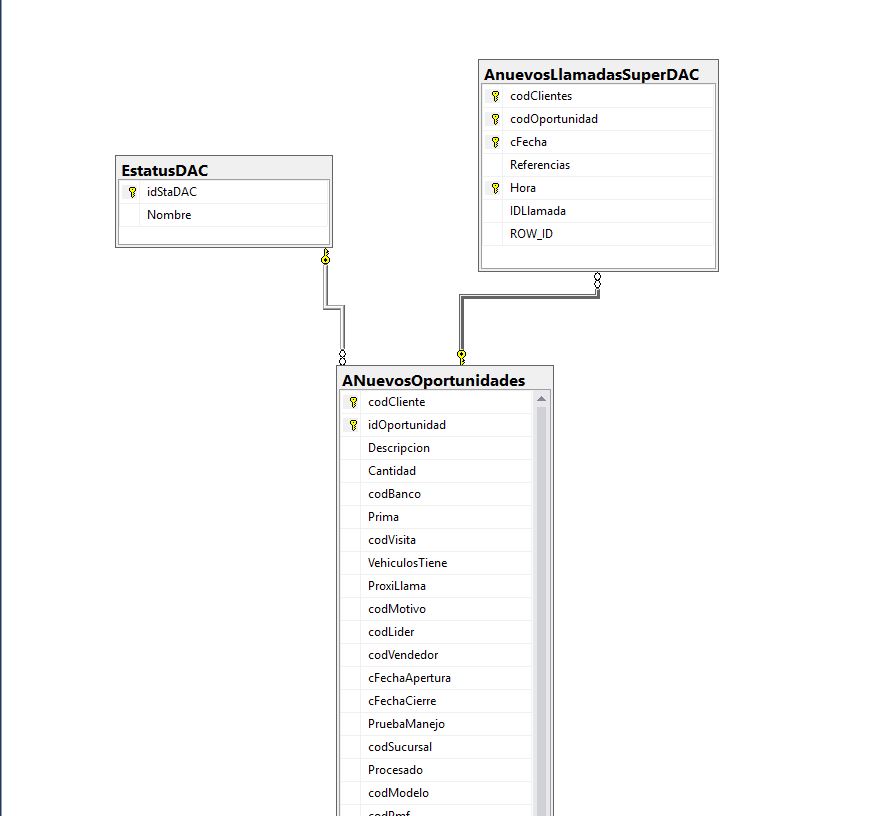 AnuevosLlamadasSuperDAC
codClientes
codOportunidad
cFecha
Referencias
Hora
IDLlamada
ROW_ID
EstatusDAC
idStaDAC
Nombre
ANuevosOportunidades
codCliente
idOportunidad
Descripcion
Cantidad
codBanco
Prima
codVisita
VehiculosTiene
ProxiLlama
codMotivo
codLider
codVendedor
cFechaApertura
cFechaCierre
PruebaManejo
codSucursal
Procesado
codModelo